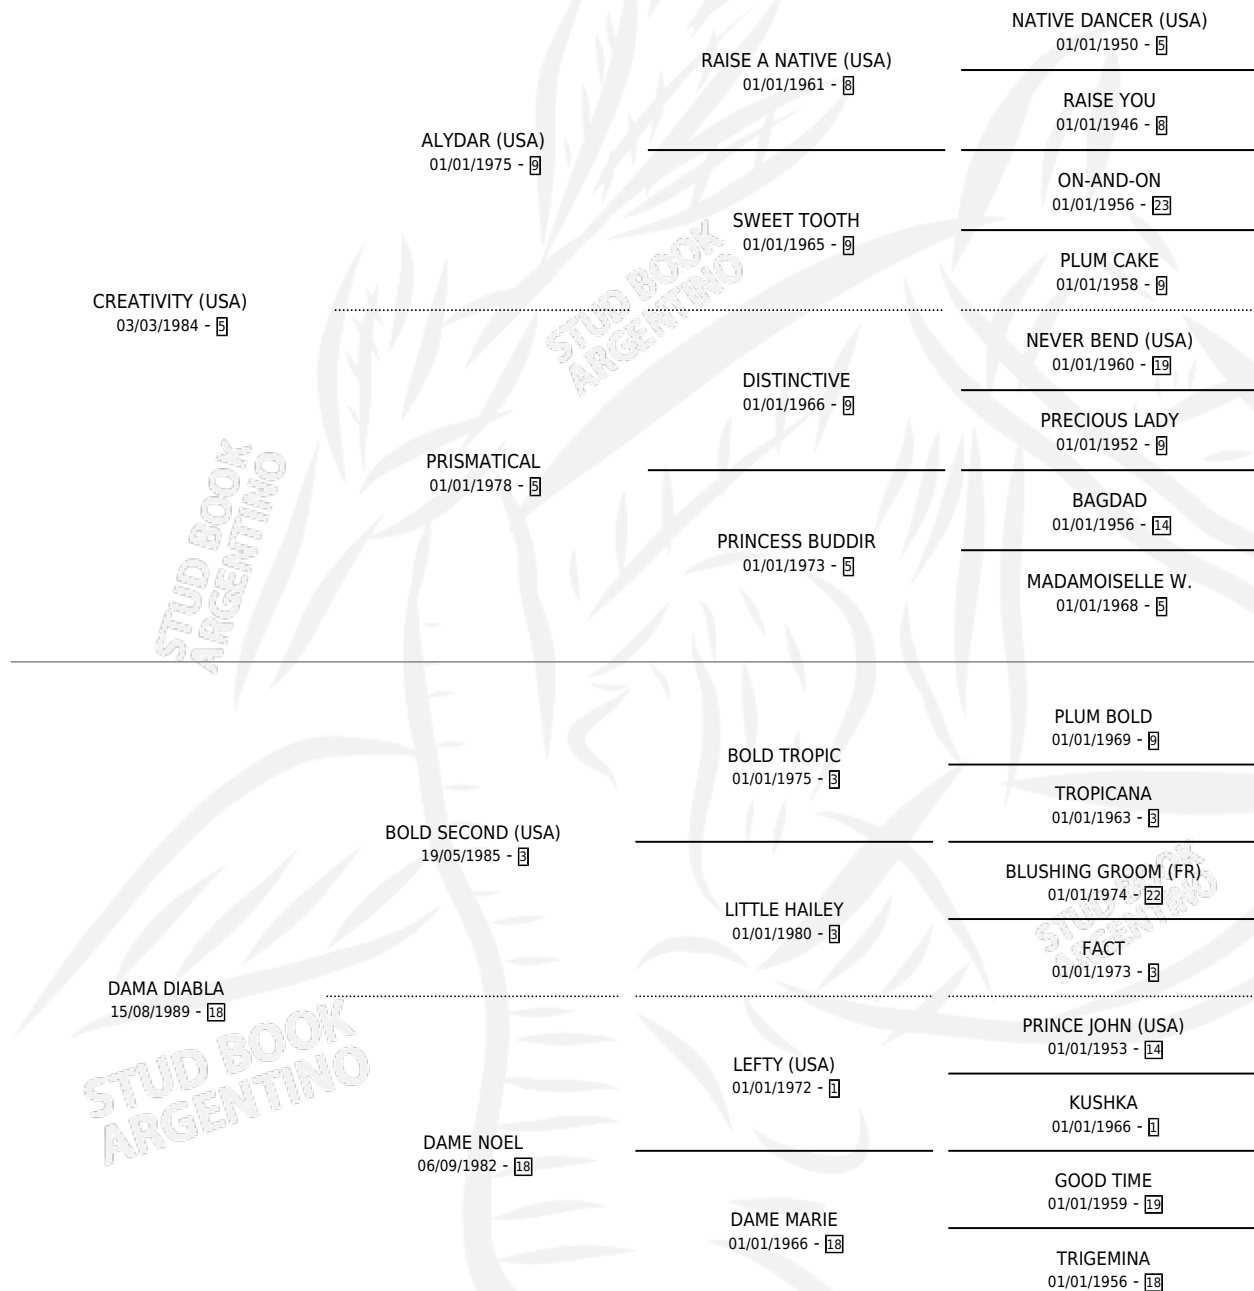 NATIVE DANCER (USA)
01/01/1950 - 5
RAISE A NATIVE (USA)
01/01/1961 - 8
RAISE YOU
01/01/1946 - 8
ALYDAR (USA)
01/01/1975 - 9
ON-AND-ON
01/01/1956 - 23
SWEET TOOTH
01/01/1965 - 9
PLUM CAKE
01/01/1958 - 9
CREATIVITY (USA)
03/03/1984 - 5
NEVER BEND (USA)
01/01/1960 - 19
DISTINCTIVE
01/01/1966 - 9
PRECIOUS LADY
01/01/1952 - 9
PRISMATICAL
01/01/1978 - 5
BAGDAD
01/01/1956 - 14
PRINCESS BUDDIR
01/01/1973 - 5
MADAMOISELLE W.
01/01/1968 - 5
PLUM BOLD
01/01/1969 - 9
BOLD TROPIC
01/01/1975 - 3
TROPICANA
01/01/1963 - 3
BOLD SECOND (USA)
19/05/1985 - 3
BLUSHING GROOM (FR)
01/01/1974 - 22
LITTLE HAILEY
01/01/1980 - 3
FACT
01/01/1973 - 3
DAMA DIABLA
15/08/1989 - 18
PRINCE JOHN (USA)
01/01/1953 - 14
LEFTY (USA)
01/01/1972 - 1
KUSHKA
01/01/1966 - 1
DAME NOEL
06/09/1982 - 18
GOOD TIME
01/01/1959 - 19
DAME MARIE
01/01/1966 - 18
TRIGEMINA
01/01/1956 - 18
STUD BOOK
ARGENTINO
STUD BOOK
ARGENTINO
STUD BOOK
ARGENTINO
STUD BOOK
ARGENTINO